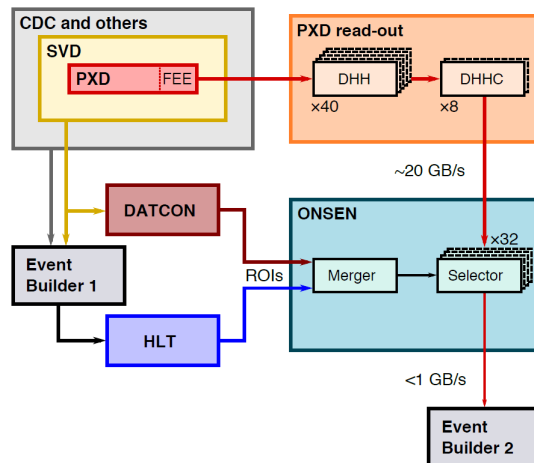 CDC and others
SVD
PXD
FEE
PXD read-out
DHH
×40
DHHC
×8
~20 GB/s
DATCON
ONSEN
×32
Event
Builder 1
ROIs
Merger
Selector
HLT
<1 GB/s
Event
Builder 2